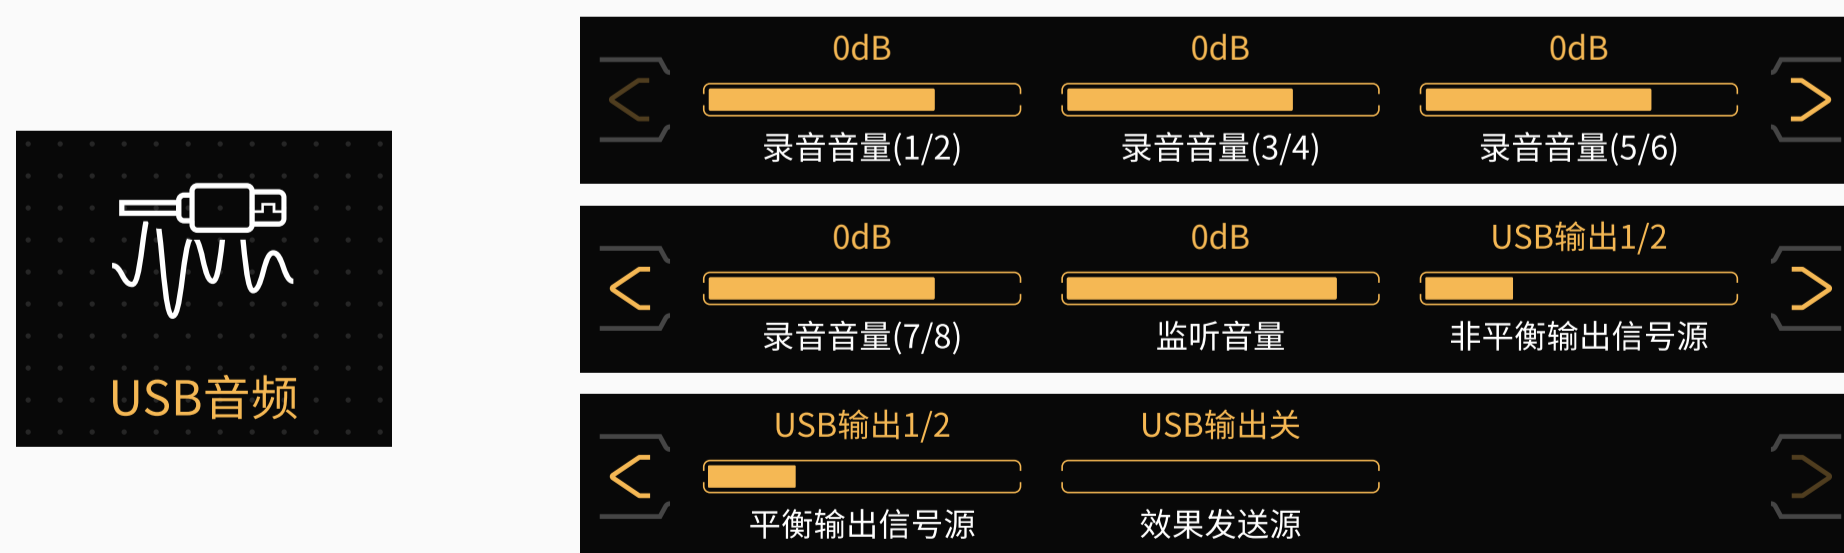 USB音频
0dB
0dB
0dB
录音音量(1/2)
录音音量(3/4)
录音音量(5/6)
0dB
0dB
USB输出1/2
录音音量(7/8)
监听音量
非平衡输出信号源
USB输出1/2
USB输出关
平衡输出信号源
效果发送源